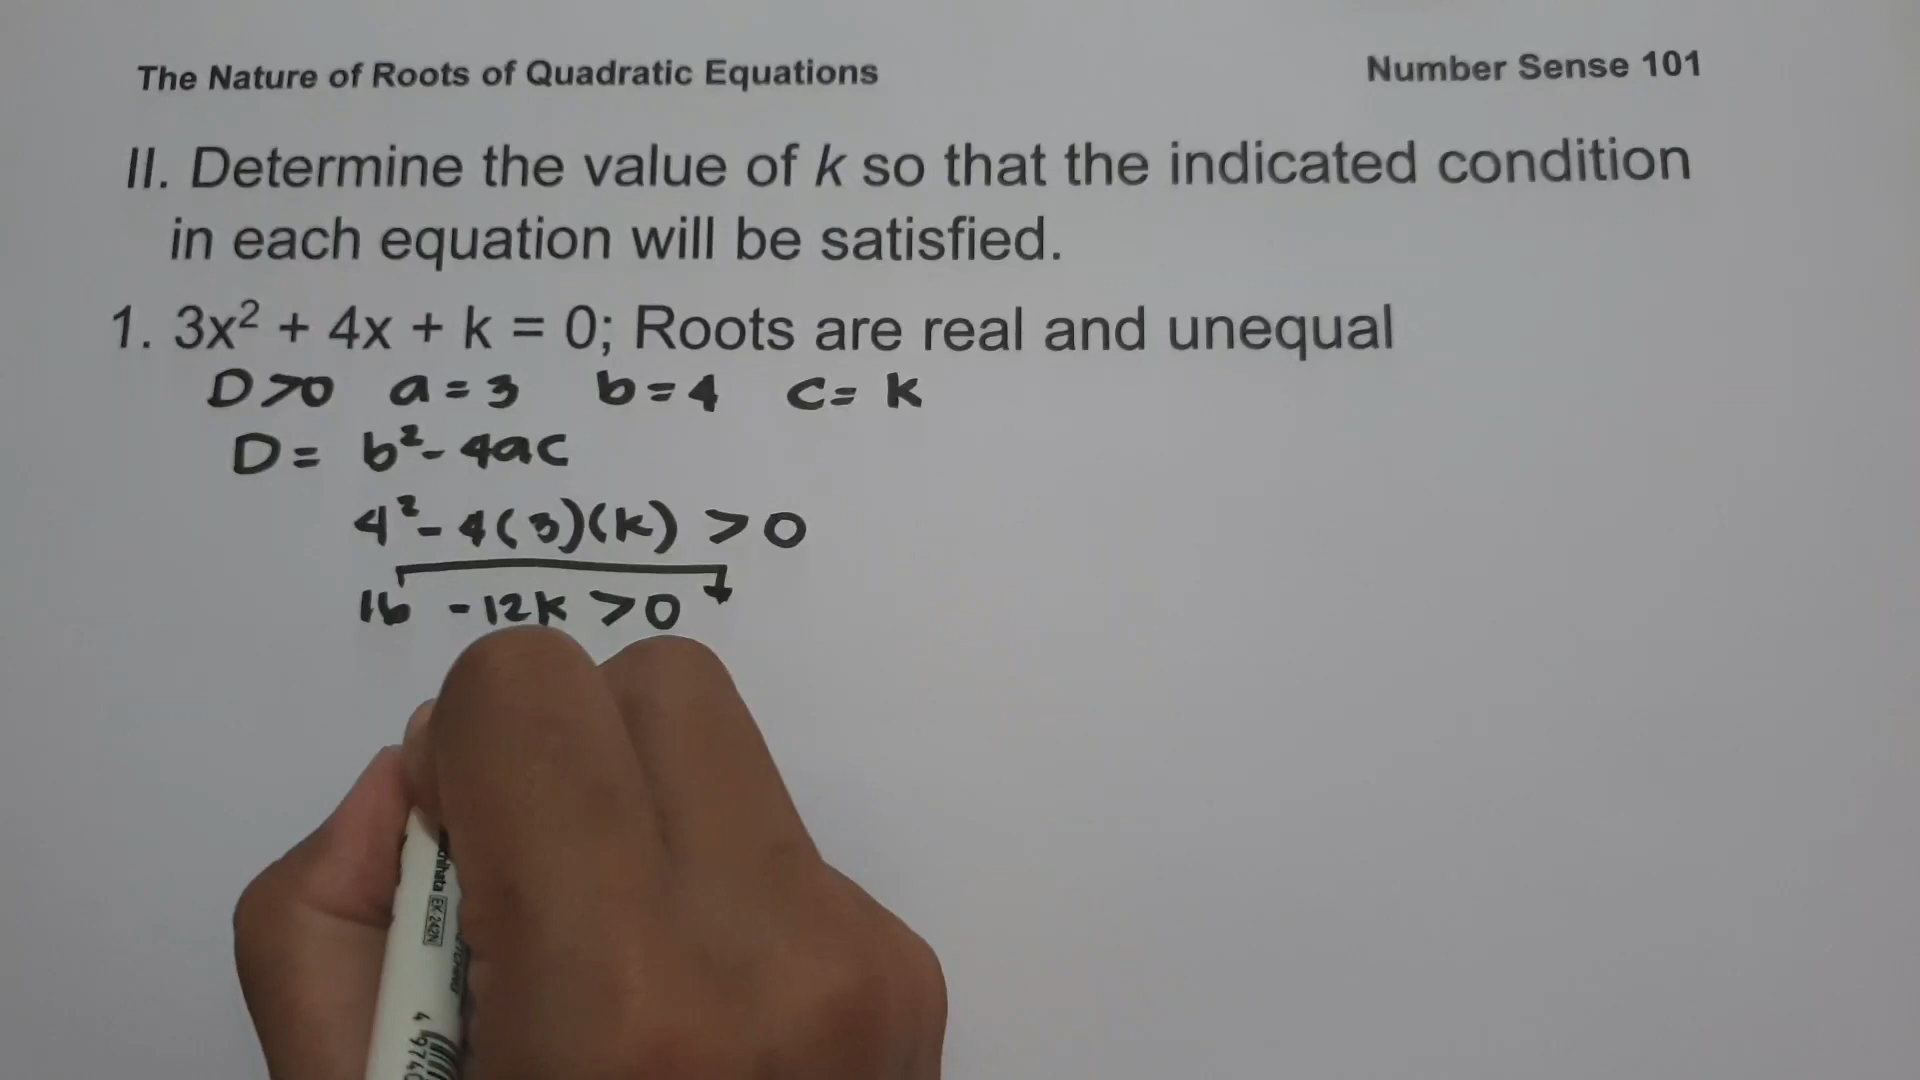 The Nature of Roots of Quadratic Equations
Number Sense 101
II. Determine the value of k so that the indicated condition
in each equation will be satisfied.
1. 3x² + 4x + k = 0; Roots are real and unequal
D>0 a=3 b=4 c=k
D= b²-4ac
4²-4(3)(k) >0
16 -12k >0
EK-242N